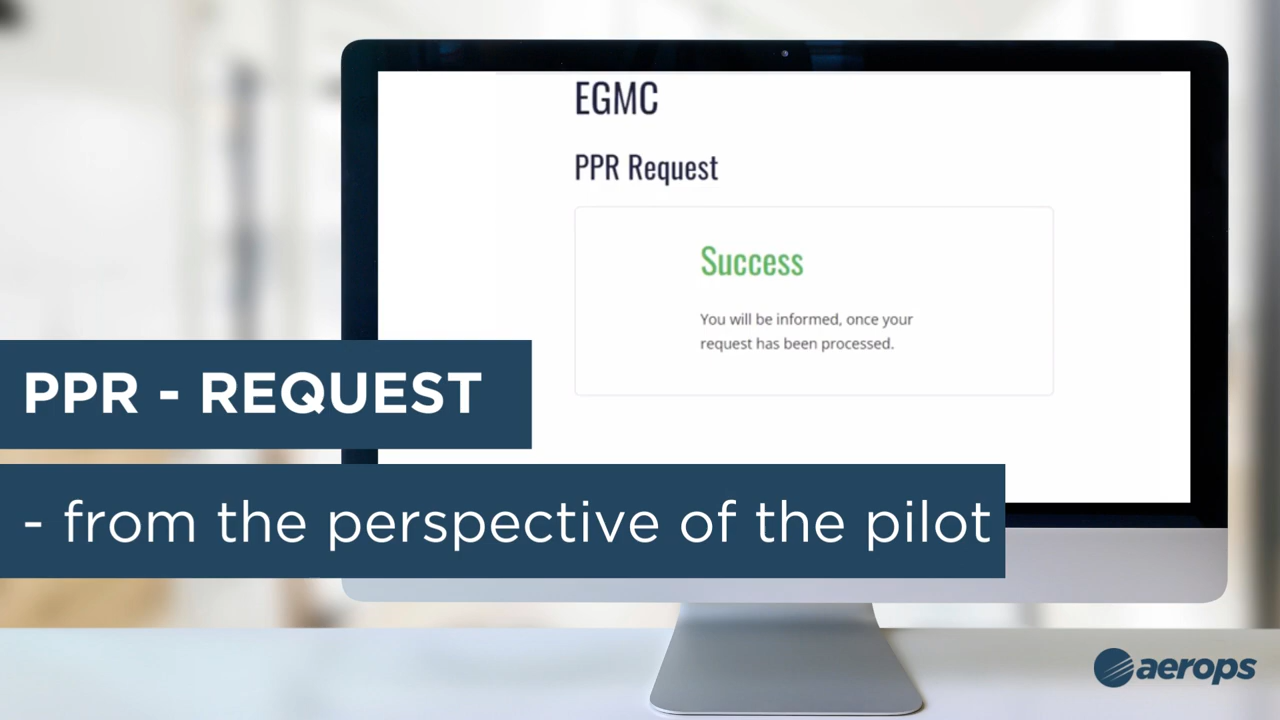 EGMC
PPR Request
Success
You will be informed, once your
request has been processed.
PPR - REQUEST
- from the perspective of the pilot
aerops